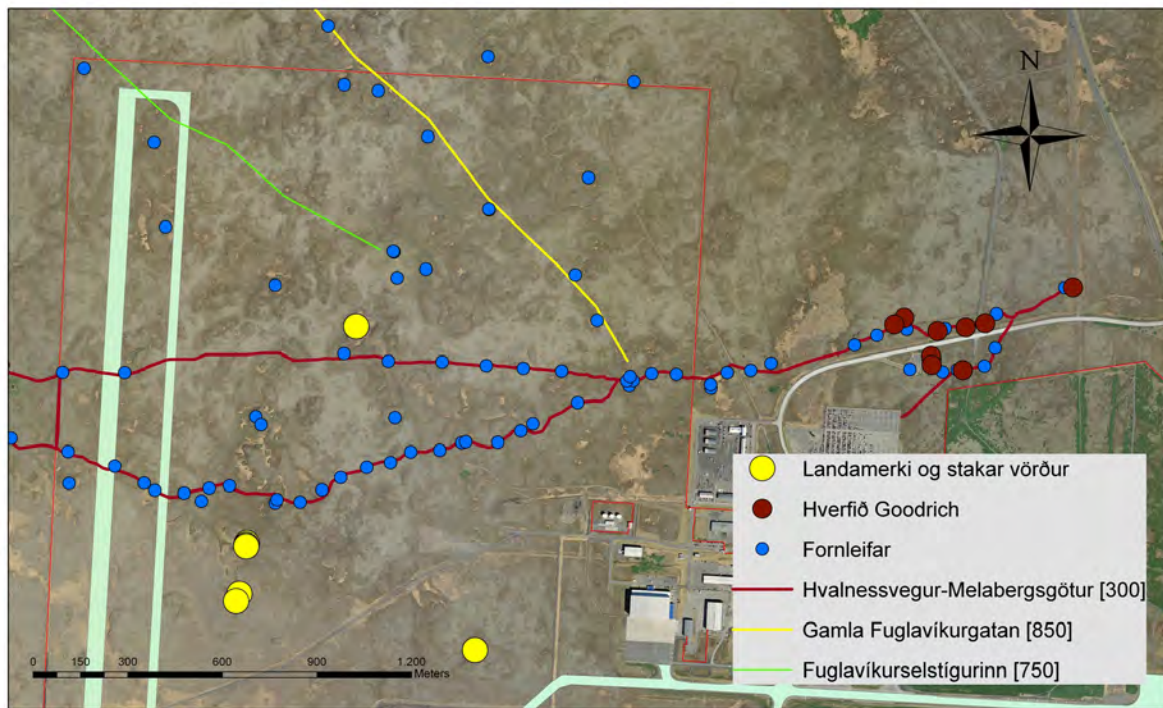 N
Landamerki og stakar vörður
Hverfið Goodrich
Fornleifar
Hvalnessvegur-Melabergsgötur [300]
Gamla Fuglavíkurgatan [850]
Fuglavíkurselstígurinn [750]
0 150 300 600 900 1.200
Meters